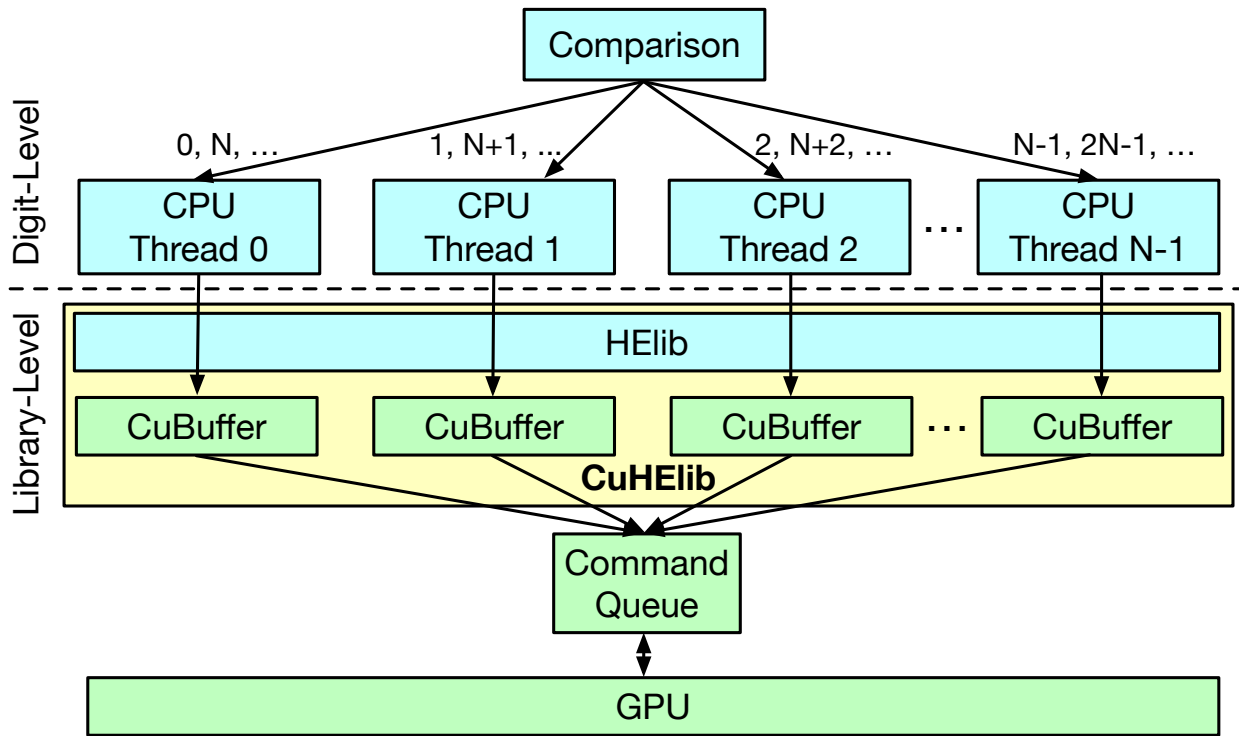 Comparison
Digit-Level
0, N, …
1, N+1, ...
2, N+2, …
N-1, 2N-1, …
CPU
Thread 0
CPU
Thread 1
CPU
Thread 2
...
CPU
Thread N-1
Library-Level
HElib
CuBuffer
CuBuffer
CuBuffer
...
CuBuffer
CuHElib
Command
Queue
GPU